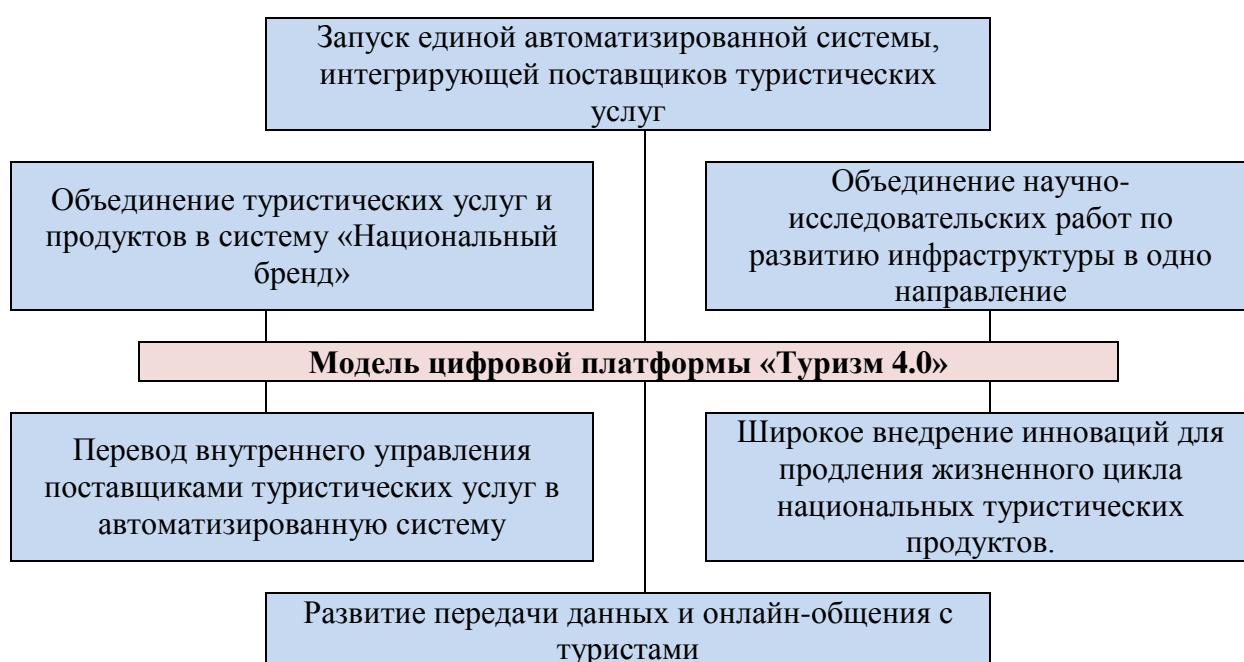 Запуск единой автоматизированной системы,
интегрирующей поставщиков туристических
услуг
Объединение туристических услуг и
продуктов в систему «Национальный
бренд»
Объединение научно-
исследовательских работ по
развитию инфраструктуры в одно
направление
Модель цифровой платформы «Туризм 4.0»
Перевод внутреннего управления
поставщиками туристических услуг в
автоматизированную систему
Широкое внедрение инноваций для
продления жизненного цикла
национальных туристических
продуктов.
Развитие передачи данных и онлайн-общения с
туристами